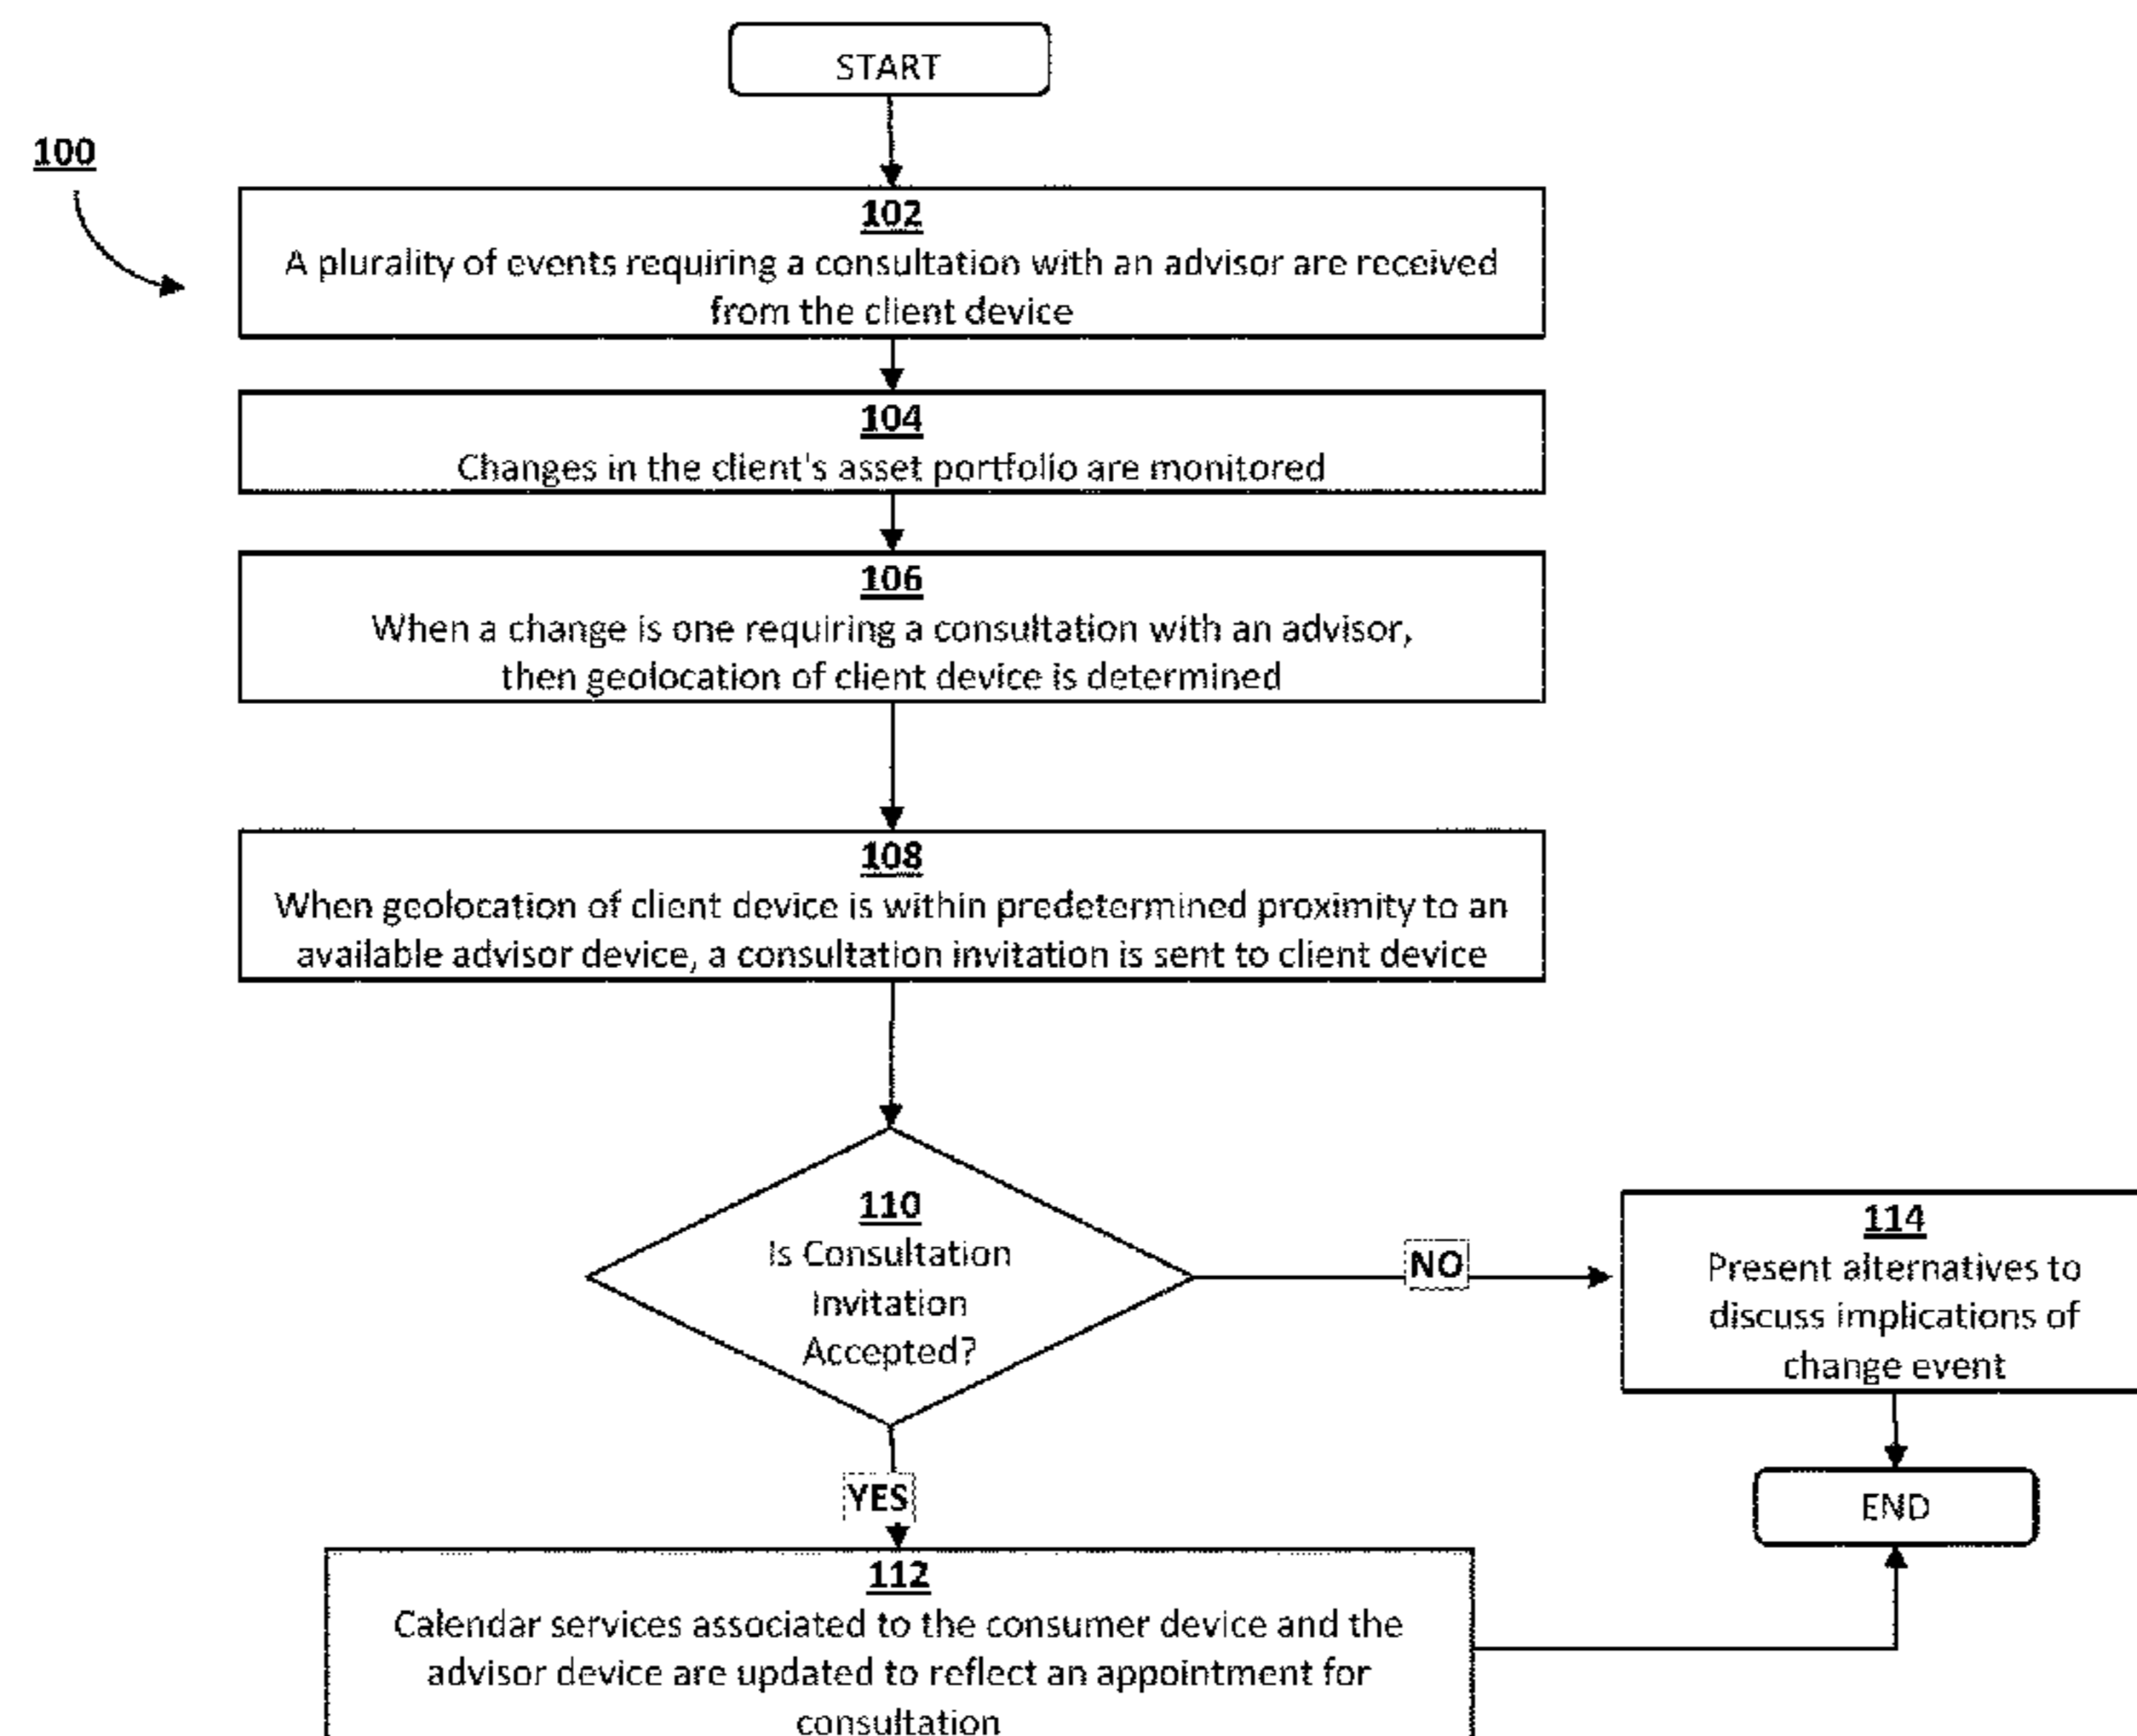 START
100
102
A plurality of events requiring a consultation with an advisor are received
from the client device
104
Changes in the client's asset portfolio are monitored
106
When a change is one requiring a consultation with an advisor,
then geolocation of client device is determined
108
When geolocation of client device is within predetermined proximity to an
available advisor device, a consultation invitation is sent to client device
110
Is Consultation
Invitation
Accepted?
NO
114
Present alternatives to
discuss implications of
change event
YES
END
112
Calendar services associated to the consumer device and the
advisor device are updated to reflect an appointment for
consultation